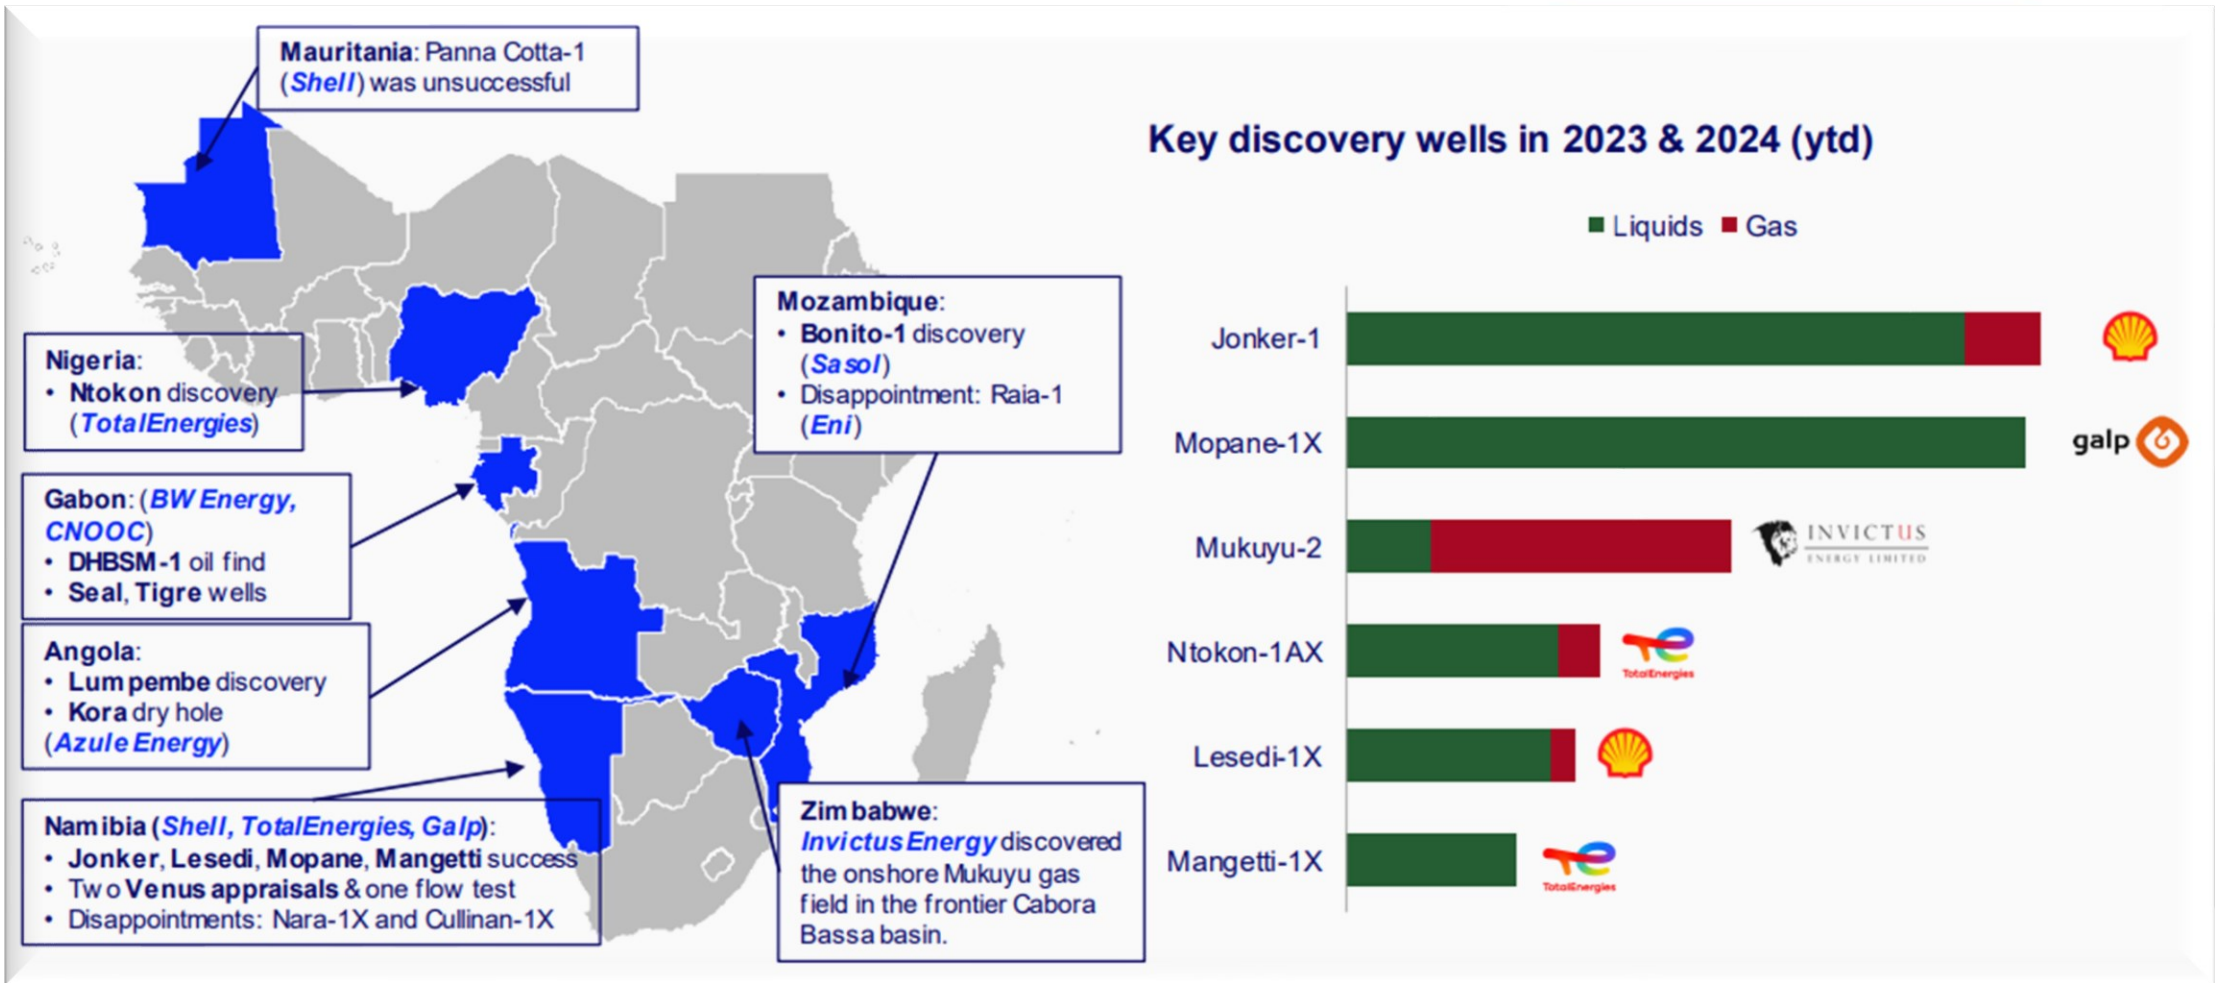 Mauritania: Panna Cotta-1
(Shell) was unsuccessful
Nigeria:
• Ntokon discovery
(TotalEnergies)
Gabon: (BW Energy,
CNOOC)
• DHBSM-1 oil find
• Seal, Tigre wells
Angola:
• Lumpembe discovery
• Kora dry hole
(Azule Energy)
Namibia (Shell, TotalEnergies, Galp):
• Jonker, Lesedi, Mopane, Mangetti success
• Two Venus appraisals & one flow test
• Disappointments: Nara-1X and Cullinan-1X
Mozambique:
• Bonito-1 discovery
(Sasol)
• Disappointment: Raia-1
(Eni)
Zimbabwe:
Invictus Energy discovered
the onshore Mukuyu gas
field in the frontier Cabora
Bassa basin.
Key discovery wells in 2023 & 2024 (ytd)
Liquids Gas
Jonker-1
Mopane-1X
galp
Mukuyu-2
INVICTUS
ENERGY LIMITED
Ntokon-1AX
TotalEnergies
Lesedi-1X
Mangetti-1X
TotalEnergies